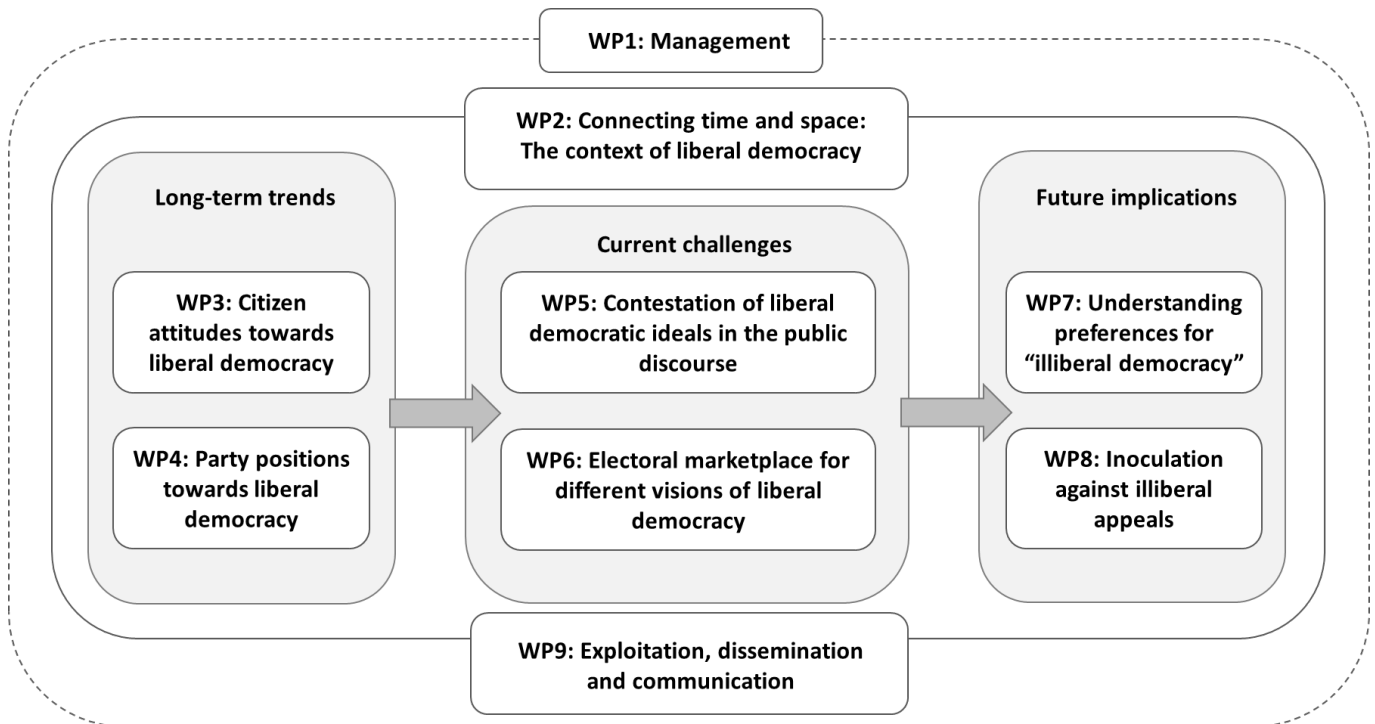 WP1: Management
WP2: Connecting time and space:
The context of liberal democracy
Long-term trends
WP3: Citizen
attitudes towards
liberal democracy
WP4: Party positions
towards liberal
democracy
Current challenges
WP5: Contestation of liberal
democratic ideals in the public
discourse
WP6: Electoral marketplace for
different visions of liberal
democracy
Future implications
WP7: Understanding
preferences for
“illiberal democracy”
WP8: Inoculation
against illiberal
appeals
WP9: Exploitation, dissemination
and communication